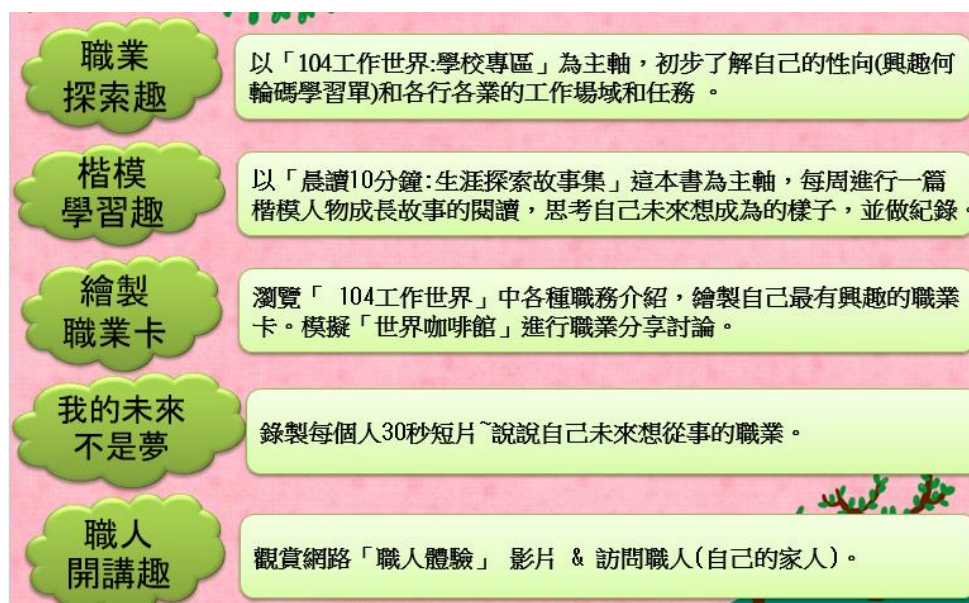 職業
探索趣
以「104工作世界:學校專區」為主軸，初步了解自己的性向(興趣何
輪碼學習單)和各行各業的工作場域和任務 。
楷模
學習趣
以「晨讀10分鐘:生涯探索故事集」這本書為主軸，每周進行一篇
楷模人物成長故事的閱讀，思考自己未來想成為的樣子，並做紀錄。
繪製
職業卡
瀏覽「 104工作世界」中各種職務介紹，繪製自己最有興趣的職業
卡。模擬「世界咖啡館」進行職業分享討論。
我的未來
不是夢
錄製每個人30秒短片~說說自己未來想從事的職業。
職人
開講趣
觀賞網路「職人體驗」 影片 & 訪問職人(自己的家人)。